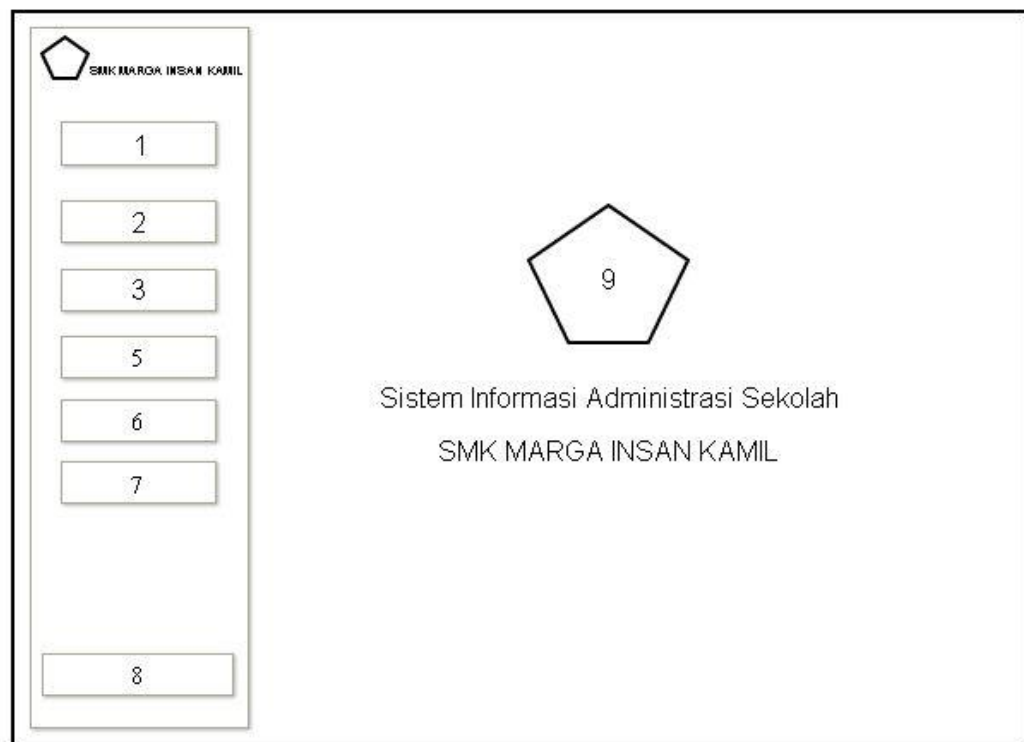 SMK MARGA INSAN KAMIL
1
2
3
5
6
7
8
9
Sistem Informasi Administrasi Sekolah
SMK MARGA INSAN KAMIL